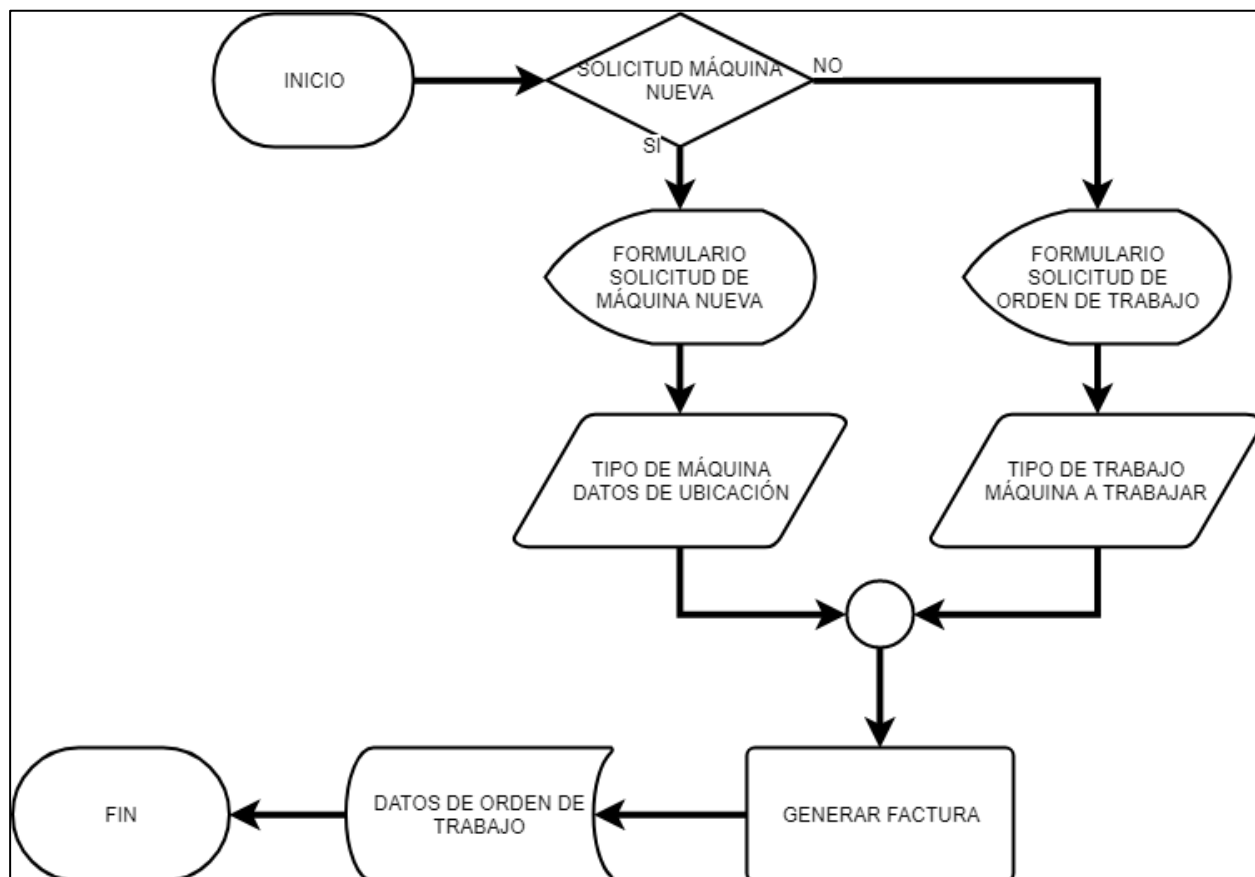 INICIO
SOLICITUD MÁQUINA
NUEVA
NO
SÍ
FORMULARIO
SOLICITUD DE
MÁQUINA NUEVA
FORMULARIO
SOLICITUD DE
ORDEN DE TRABAJO
TIPO DE MÁQUINA
DATOS DE UBICACIÓN
TIPO DE TRABAJO
MÁQUINA A TRABAJAR
GENERAR FACTURA
DATOS DE ORDEN DE
TRABAJO
FIN